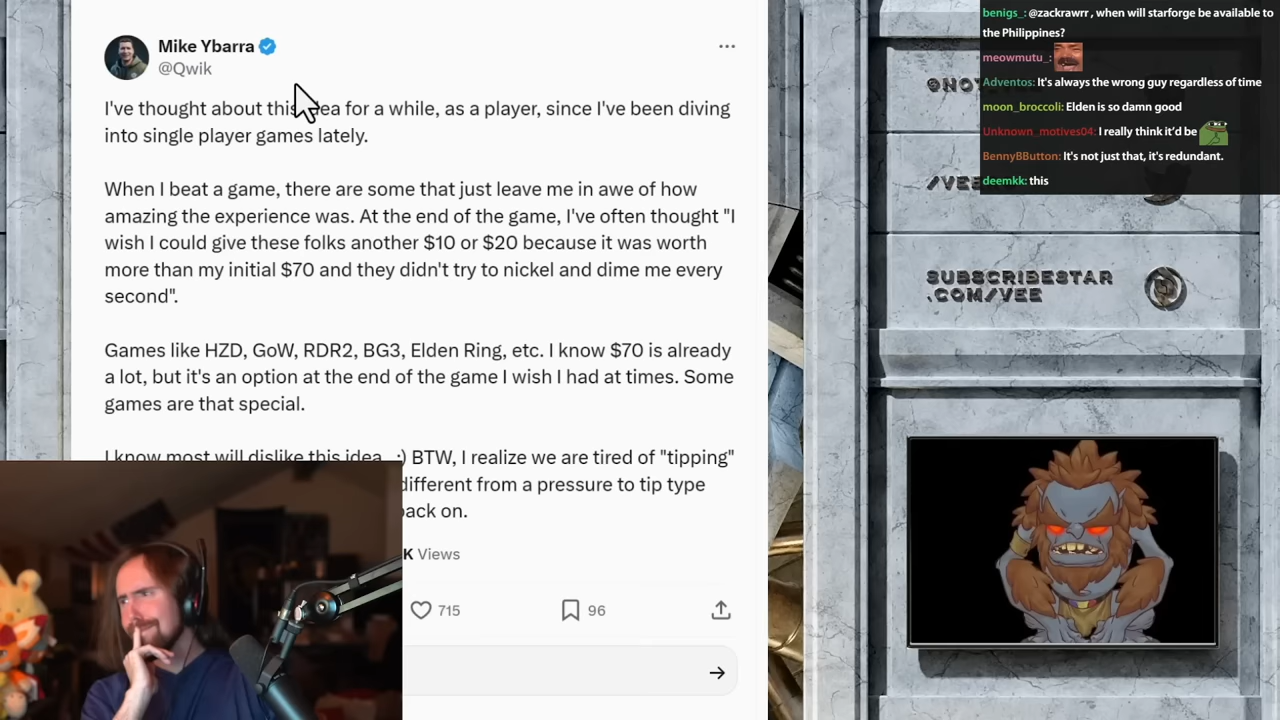 Mike Ybarra
@Qwik
I've thought about this idea for a while, as a player, since I've been diving
into single player games lately.
When I beat a game, there are some that just leave me in awe of how
amazing the experience was. At the end of the game, I've often thought "I
wish I could give these folks another $10 or $20 because it was worth
more than my initial $70 and they didn't try to nickel and dime me every
second".
Games like HZD, GoW, RDR2, BG3, Elden Ring, etc. I know $70 is already
a lot, but it's an option at the end of the game I wish I had at times. Some
games are that special.
I know most will dislike this idea. :) BTW, I realize we are tired of "tipping"
different from a pressure to tip type
back on.
K Views
715
96
benigs_: @zackrawrr , when will starforge be available to
the Philippines?
meowmutu_:
Adventos: It's always the wrong guy regardless of time
moon_broccoli: Elden is so damn good
Unknown_motives04: I really think it'd be
BennyBButton: It's not just that, it's redundant.
deemkk: this
@NO
/VEE
SUBSCRIBESTAR
.COM/VEE